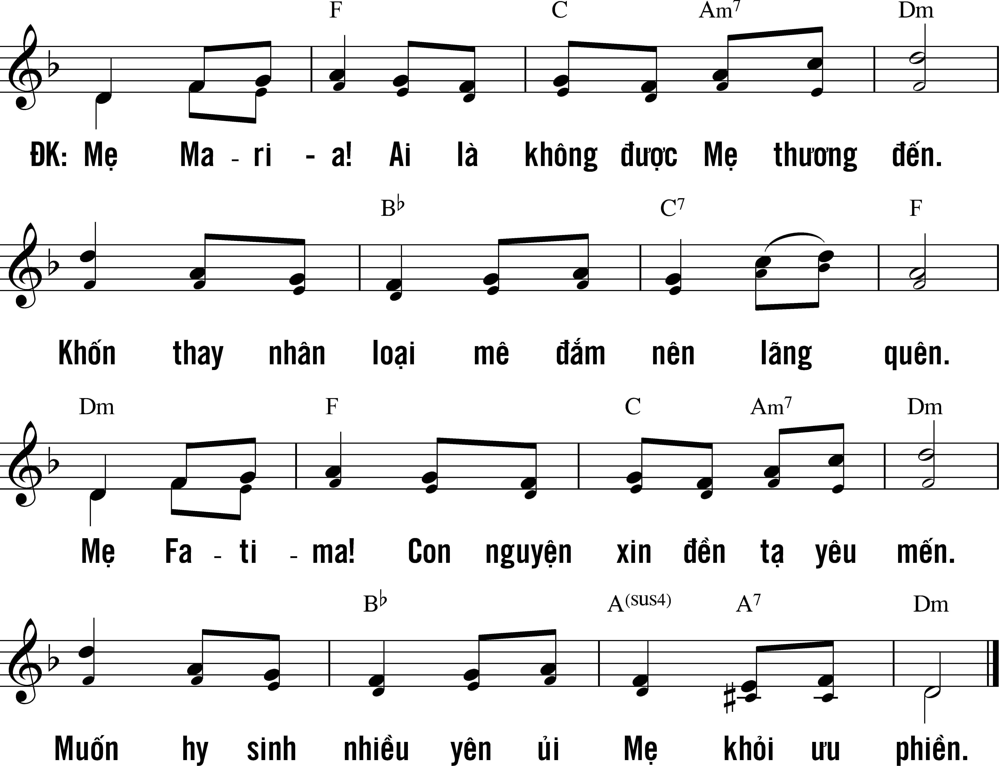 F C Am7 Dm
ĐK: Mẹ Ma - ri - a! Ai là không được Mẹ thương đến.
B♭ C7 F
Khốn thay nhân loại mê đắm nên lãng quên.
Dm F C Am7 Dm
Mẹ Fa - ti - ma! Con nguyện xin đền tạ yêu mến.
B♭ A(sus4) A7 Dm
Muốn hy sinh nhiều yên ủi Mẹ khỏi ưu phiền.